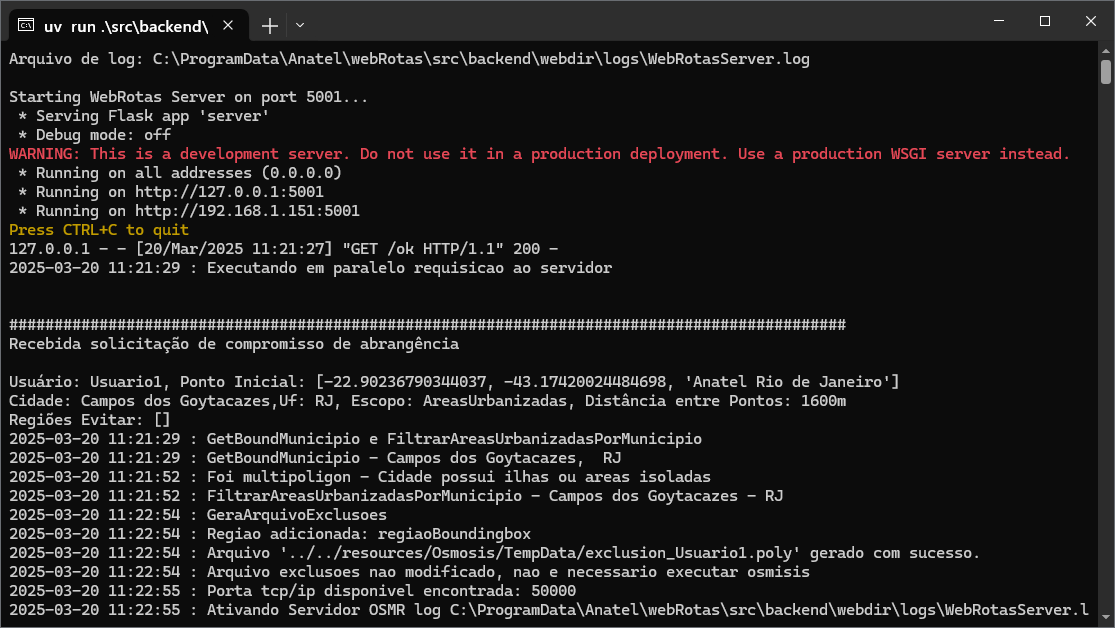 uv run .\src\backend\
Arquivo de log: C:\ProgramData\Anatel\webRotas\src\backend\webdir\logs\WebRotasServer.log
Starting WebRotas Server on port 5001...
* Serving Flask app 'server'
* Debug mode: off
WARNING: This is a development server. Do not use it in a production deployment. Use a production WSGI server instead.
* Running on all addresses (0.0.0.0)
* Running on http://127.0.0.1:5001
* Running on http://192.168.1.151:5001
Press CTRL+C to quit
127.0.0.1 - - [20/Mar/2025 11:21:27] "GET /ok HTTP/1.1" 200 -
2025-03-20 11:21:29 : Executando em paralelo requisicao ao servidor
#############################################################################################
Recebida solicitação de compromisso de abrangência
Usuário: Usuario1, Ponto Inicial: [-22.90236790344037, -43.17420024484698, 'Anatel Rio de Janeiro']
Cidade: Campos dos Goytacazes,Uf: RJ, Escopo: AreasUrbanizadas, Distância entre Pontos: 1600m
Regiões Evitar: []
2025-03-20 11:21:29 : GetBoundMunicipio e FiltrarAreasUrbanizadasPorMunicipio
2025-03-20 11:21:29 : GetBoundMunicipio - Campos dos Goytacazes,  RJ
2025-03-20 11:21:52 : Foi multipoligon - Cidade possui ilhas ou areas isoladas
2025-03-20 11:21:52 : FiltrarAreasUrbanizadasPorMunicipio - Campos dos Goytacazes - RJ
2025-03-20 11:22:54 : GeraArquivoExclusoes
2025-03-20 11:22:54 : Regiao adicionada: regiaoBoundingbox
2025-03-20 11:22:54 : Arquivo '../../resources/Osmosis/TempData/exclusion_Usuario1.poly' gerado com sucesso.
2025-03-20 11:22:54 : Arquivo exclusoes nao modificado, nao e necessario executar osmisis
2025-03-20 11:22:55 : Porta tcp/ip disponivel encontrada: 50000
2025-03-20 11:22:55 : Ativando Servidor OSMR log C:\ProgramData\Anatel\webRotas\src\backend\webdir\logs\WebRotasServer.l